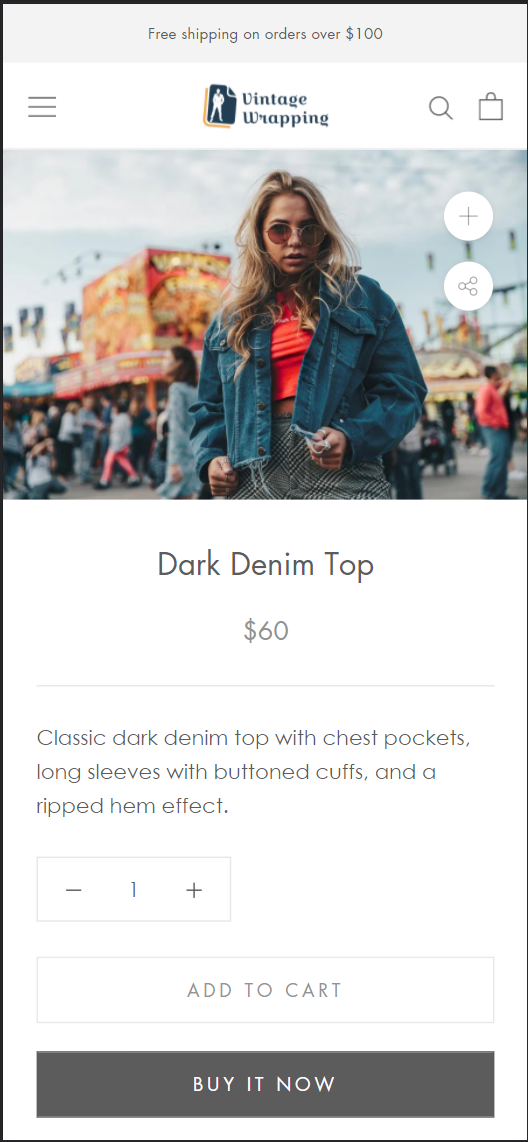 Free shipping on orders over $100
Vintage
Wrapping
Dark Denim Top
$60
Classic dark denim top with chest pockets,
long sleeves with buttoned cuffs, and a
ripped hem effect.
− 1 +
ADD TO CART
BUY IT NOW